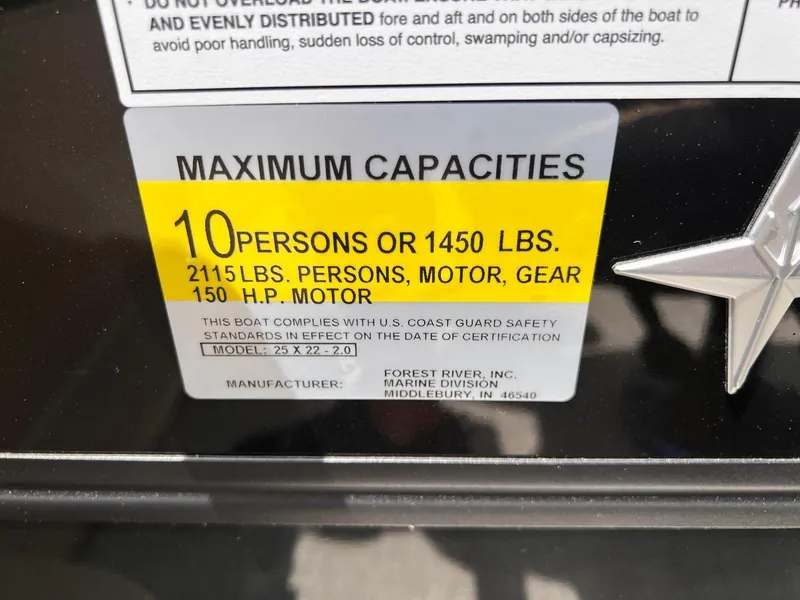 AND EVENLY DISTRIBUTED fore and aft and on both sides of the boat to
avoid poor handling, sudden loss of control, swamping and/or capsizing.
MAXIMUM CAPACITIES
10 PERSONS OR 1450 LBS.
2115 LBS. PERSONS, MOTOR, GEAR
150 H.P. MOTOR
THIS BOAT COMPLIES WITH U.S. COAST GUARD SAFETY
STANDARDS IN EFFECT ON THE DATE OF CERTIFICATION
MODEL: 25 X 22 - 2.0
MANUFACTURER:
FOREST RIVER, INC.
MARINE DIVISION
MIDDLEBURY, IN 46540